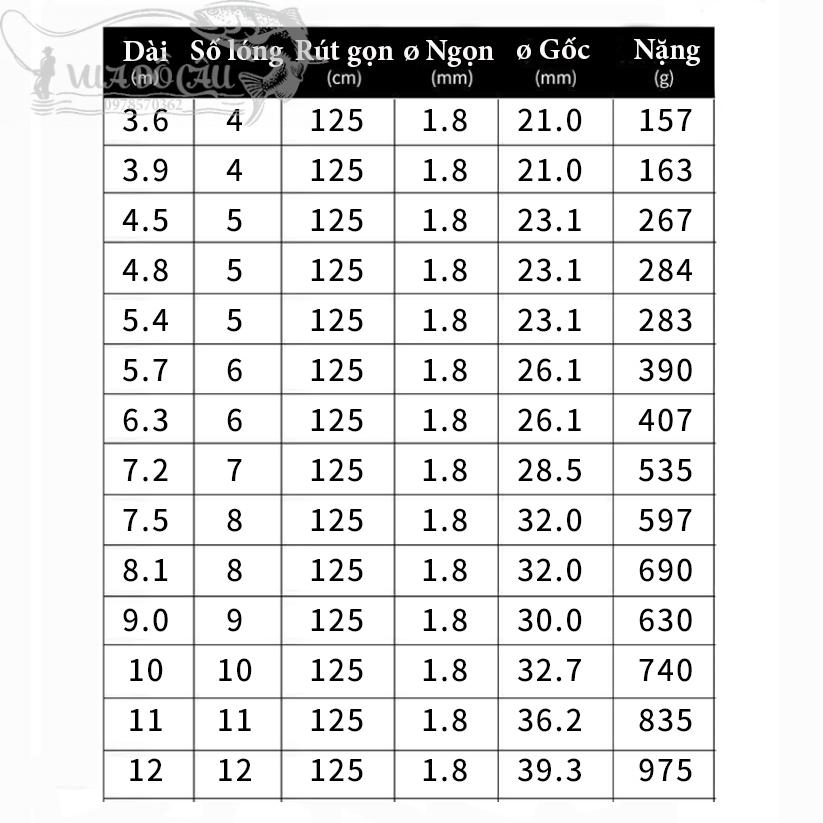 Dài Số lóng Rút gọn ø Ngọn ø Gốc Nặng
(m) (cm) (mm) (mm) (g)
VUA ĐỒ CÂU
0978570362
3.6 4 125 1.8 21.0 157
3.9 4 125 1.8 21.0 163
4.5 5 125 1.8 23.1 267
4.8 5 125 1.8 23.1 284
5.4 5 125 1.8 23.1 283
5.7 6 125 1.8 26.1 390
6.3 6 125 1.8 26.1 407
7.2 7 125 1.8 28.5 535
7.5 8 125 1.8 32.0 597
8.1 8 125 1.8 32.0 690
9.0 9 125 1.8 30.0 630
10 10 125 1.8 32.7 740
11 11 125 1.8 36.2 835
12 12 125 1.8 39.3 975